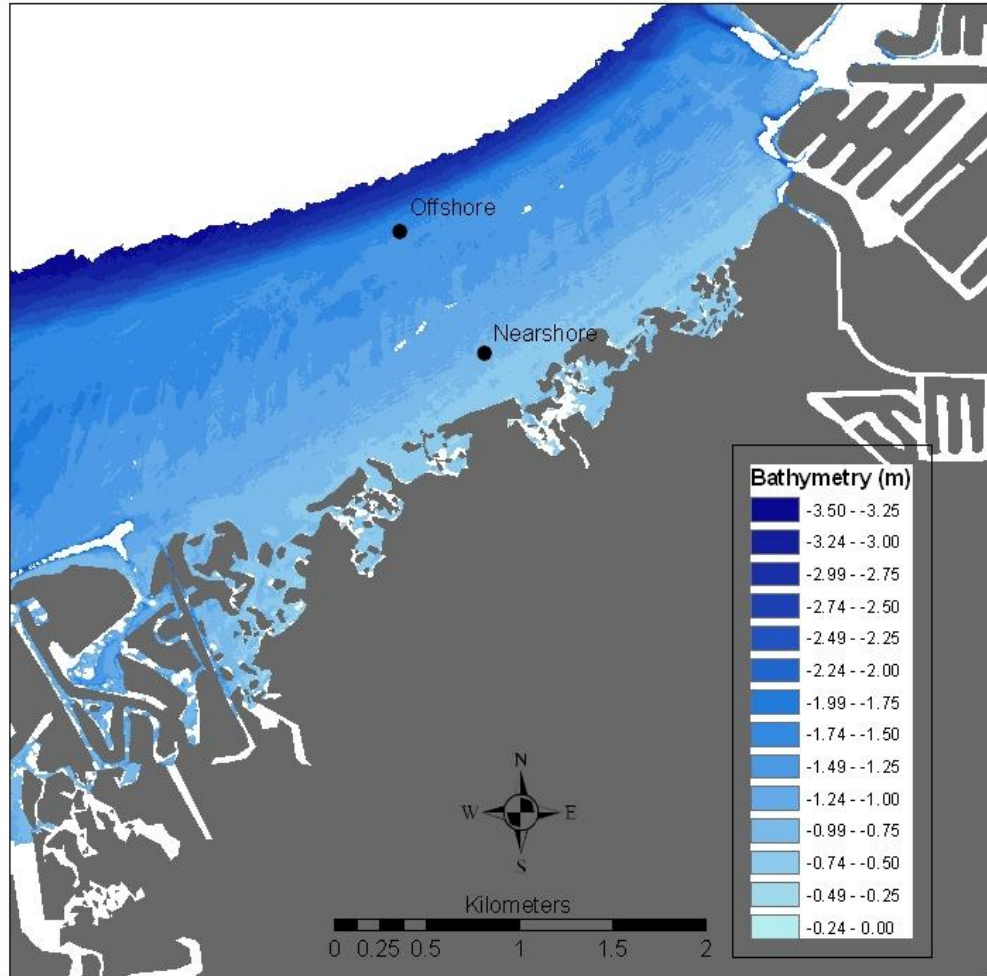 Offshore
Nearshore
Bathymetry (m)
-3.50 - -3.25
-3.24 - -3.00
-2.99 - -2.75
-2.74 - -2.50
-2.49 - -2.25
-2.24 - -2.00
-1.99 - -1.75
-1.74 - -1.50
-1.49 - -1.25
-1.24 - -1.00
-0.99 - -0.75
-0.74 - -0.50
-0.49 - -0.25
-0.24 - 0.00
N
W E
S
Kilometers
0 0.25 0.5 1 1.5 2